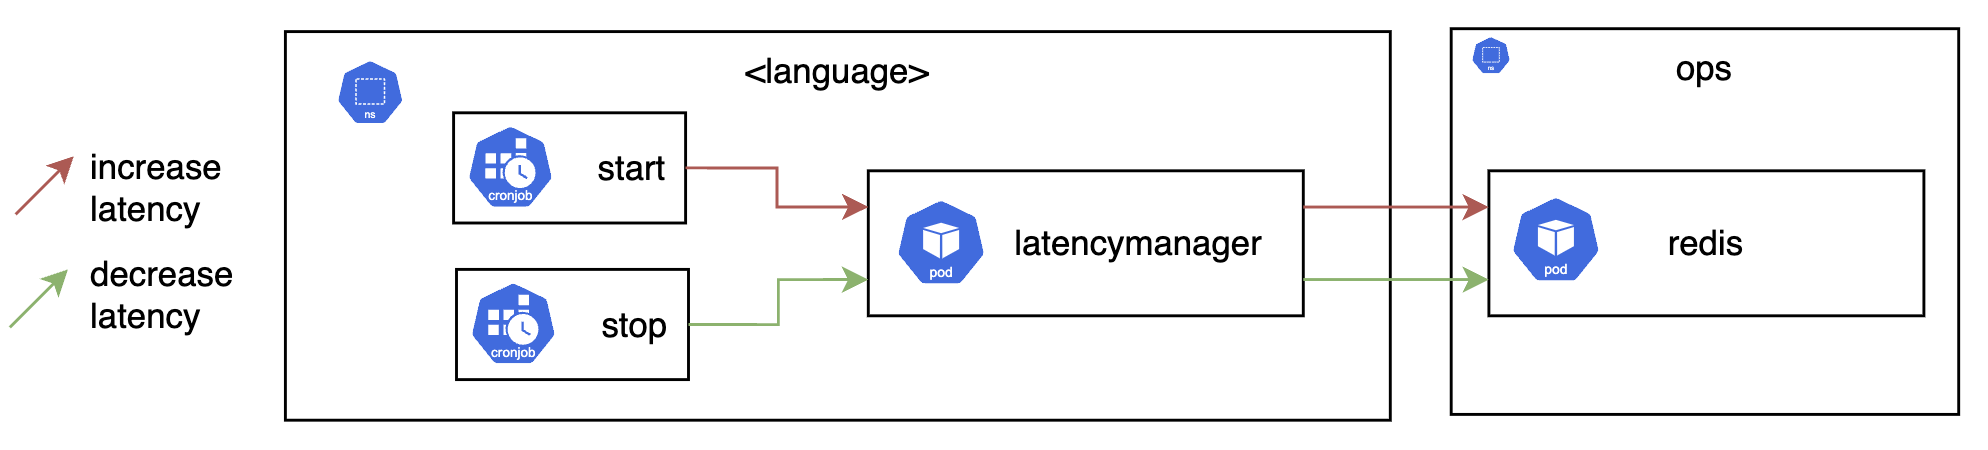 increase
latency
decrease
latency
<language>
ns
start
cronjob
stop
cronjob
latencymanager
pod
ops
ns
redis
pod